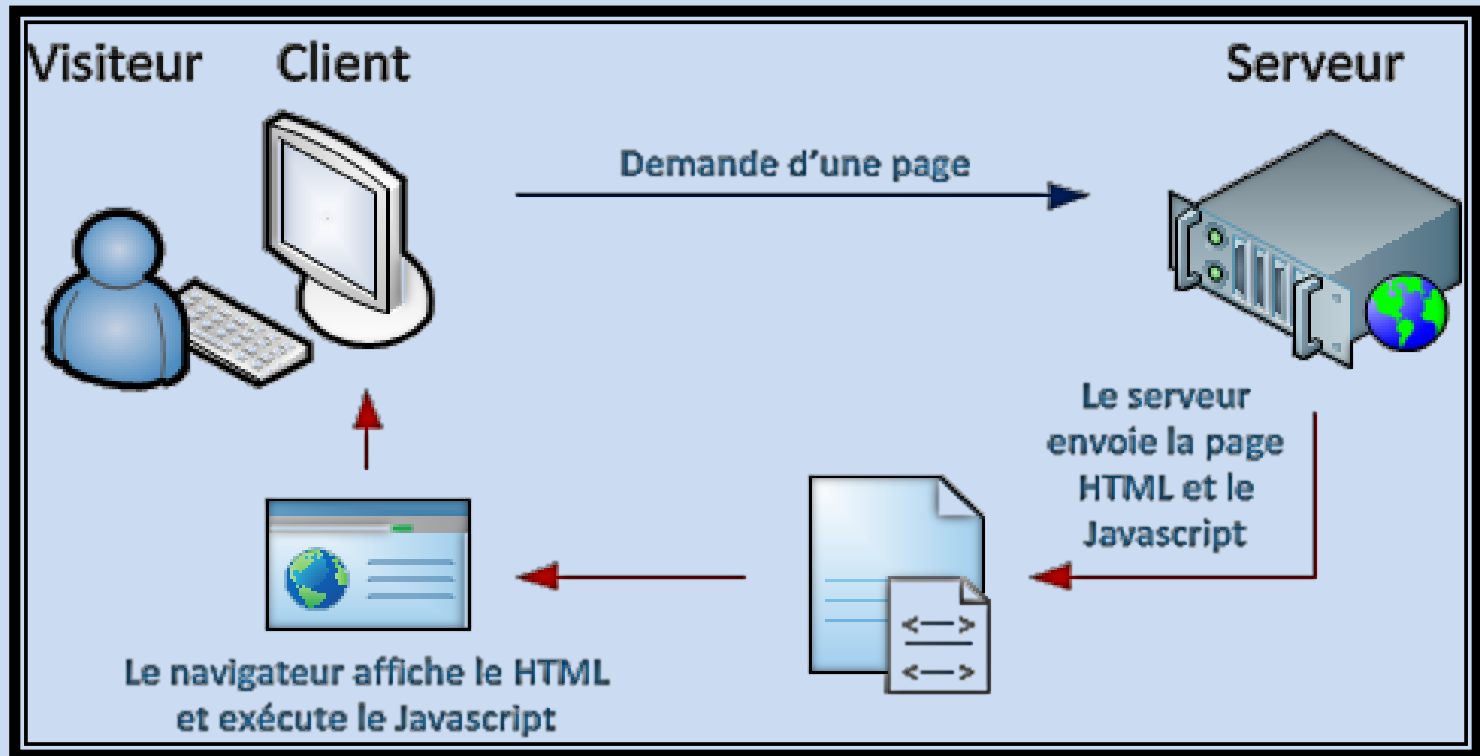 Visiteur
Client
Serveur
Demande d'une page
Le serveur
envoie la page
HTML et le
Javascript
Le navigateur affiche le HTML
et exécute le Javascript